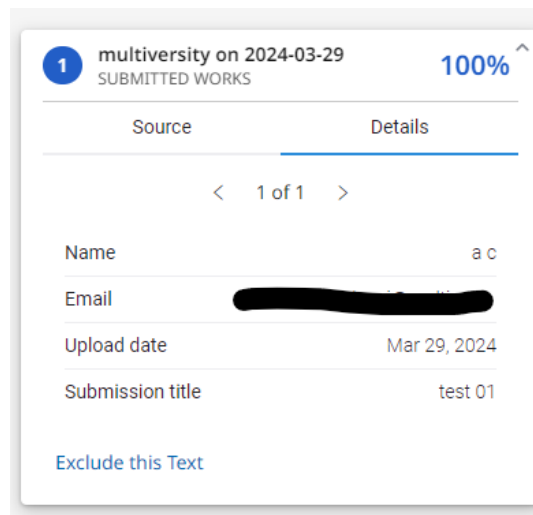 1 multiversity on 2024-03-29 100%
SUBMITTED WORKS
Source Details
< 1 of 1 >
Name a c
Email
Upload date Mar 29, 2024
Submission title test 01
Exclude this Text